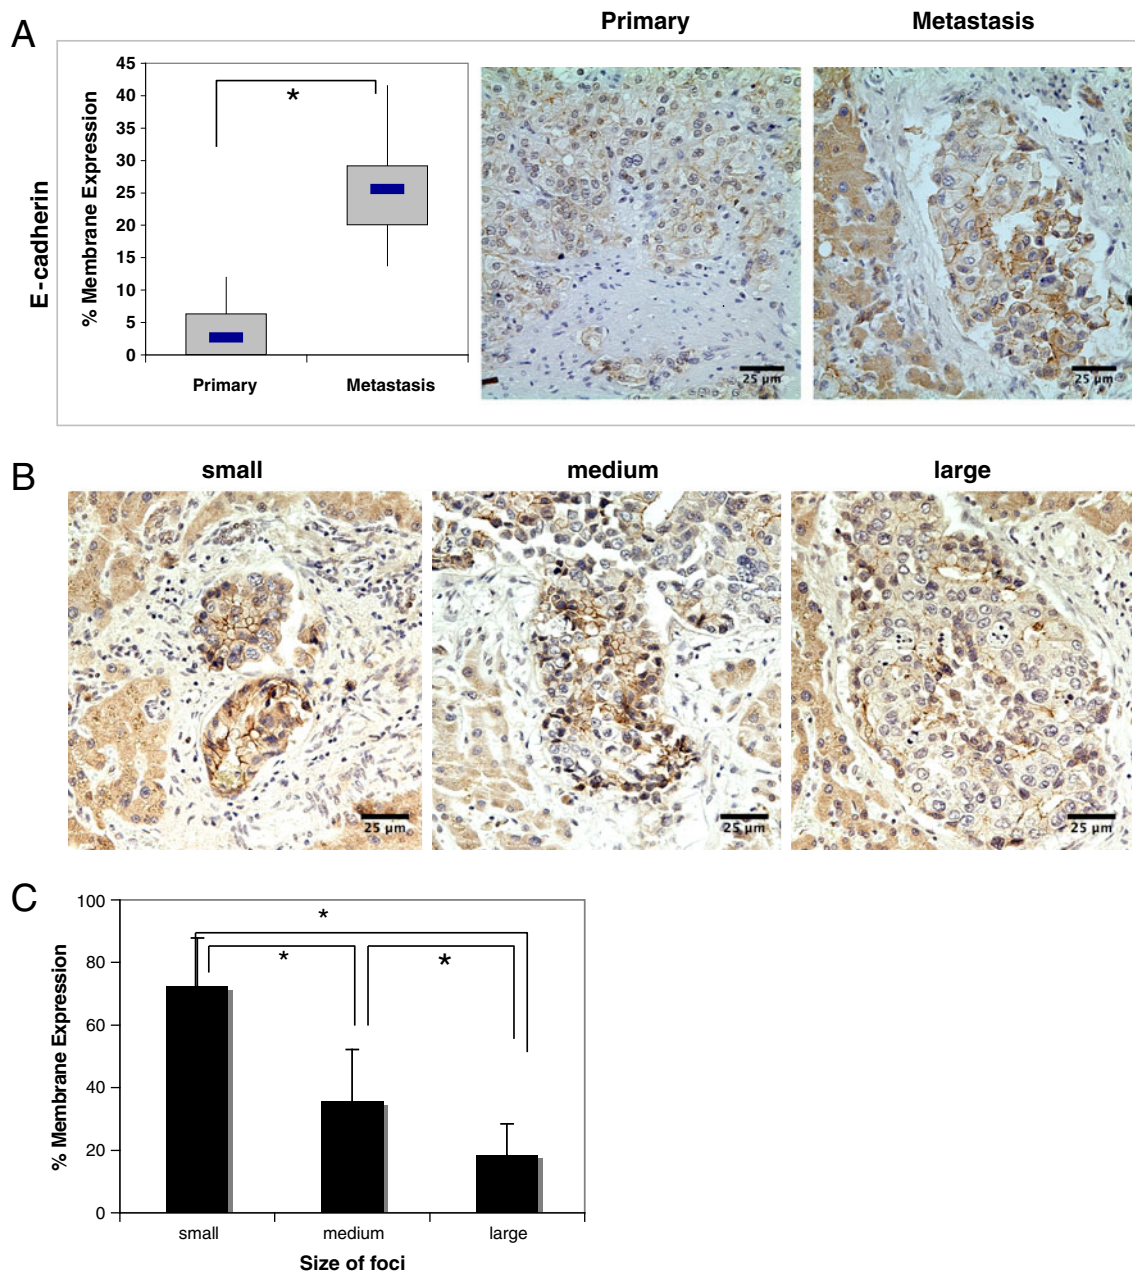 A
Primary
Metastasis
E-cadherin
% Membrane Expression
45
40
35
30
25
20
15
10
5
0
*
Primary
Metastasis
25 µm
25 µm
B
small
medium
large
25 µm
25 µm
25 µm
C
% Membrane Expression
100
80
60
40
20
0
*
*
*
small
medium
large
Size of foci